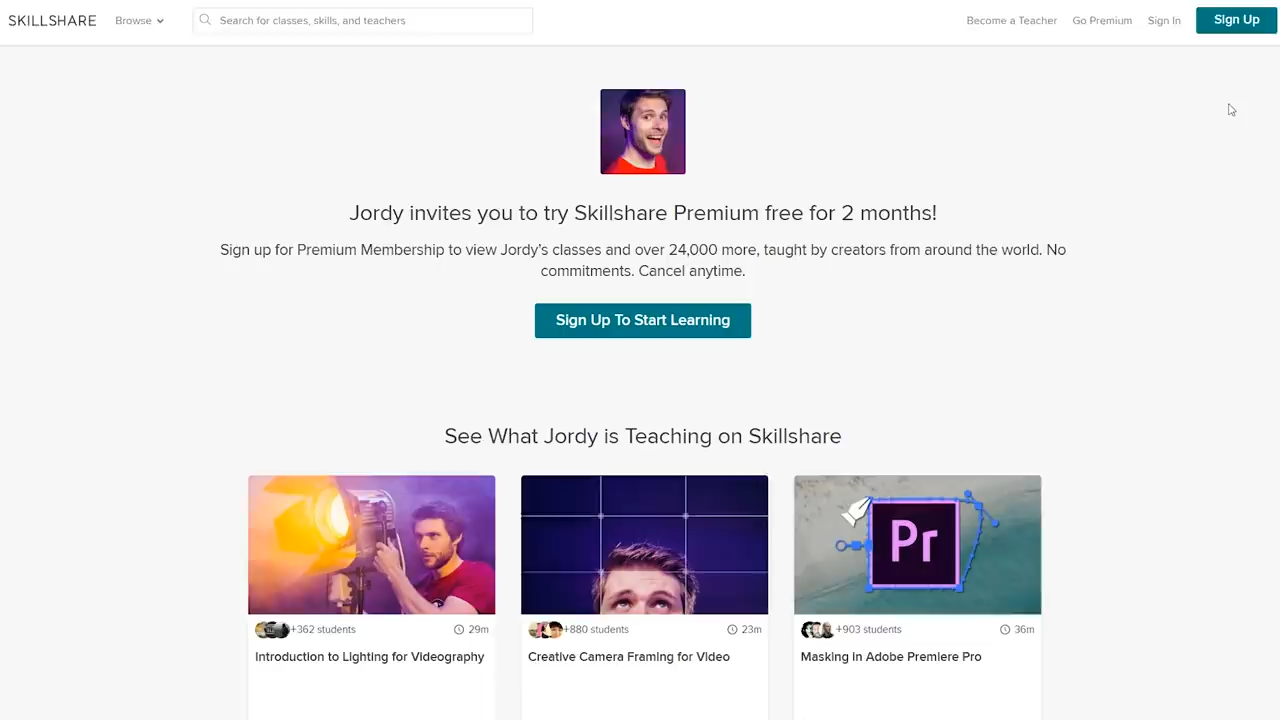 SKILLSHARE Browse Search for classes, skills, and teachers Become a Teacher Go Premium Sign In Sign Up
Jordy invites you to try Skillshare Premium free for 2 months!
Sign up for Premium Membership to view Jordy's classes and over 24,000 more, taught by creators from around the world. No
commitments. Cancel anytime.
Sign Up To Start Learning
See What Jordy is Teaching on Skillshare
Pr
+362 students 29m
+880 students 23m
+903 students 36m
Introduction to Lighting for Videography
Creative Camera Framing for Video
Masking in Adobe Premiere Pro